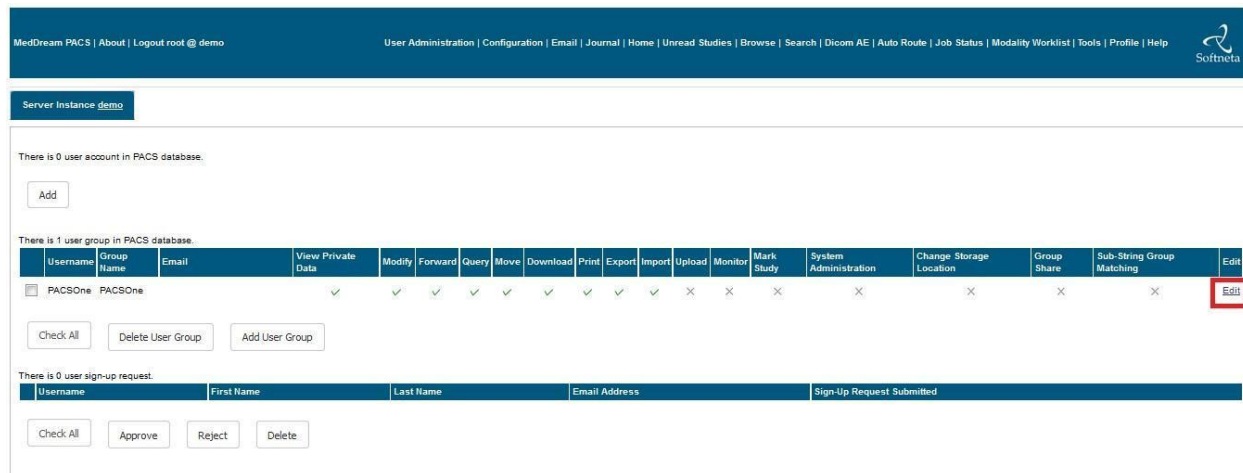 MedDream PACS | About | Logout root @ demo
User Administration | Configuration | Email | Journal | Home | Unread Studies | Browse | Search | Dicom AE | Auto Route | Job Status | Modality Worklist | Tools | Profile | Help
Softneta
Server Instance demo
There is 0 user account in PACS database.
Add
There is 1 user group in PACS database.
Username Group Name Email View Private Data Modify Forward Query Move Download Print Export Import Upload Monitor Mark Study System Administration Change Storage Location Group Share Sub-String Group Matching Edit
PACSOne PACSOne ✓ ✓ ✓ ✓ ✓ ✓ ✓ ✓ ✓ ✕ ✕ ✕ ✕ ✕ ✕ ✕ Edit
Check All Delete User Group Add User Group
There is 0 user sign-up request.
Username First Name Last Name Email Address Sign-Up Request Submitted
Check All Approve Reject Delete